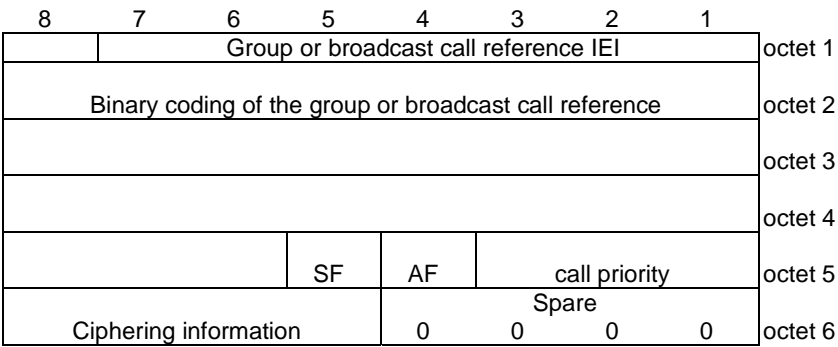 8 7 6 5 4 3 2 1
Group or broadcast call reference IEI octet 1
Binary coding of the group or broadcast call reference octet 2
octet 3
octet 4
SF AF call priority octet 5
Spare
Ciphering information 0 0 0 0 octet 6